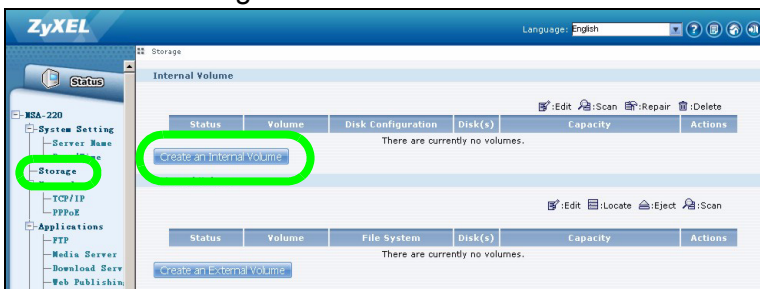 ZyXEL
Language: English
Storage
Status
Internal Volume
:Edit :Scan :Repair :Delete
Status Volume Disk Configuration Disk(s) Capacity Actions
There are currently no volumes.
Create an Internal Volume
NSA-220
System Setting
Server Name
Storage
TCP/IP
PPPoE
Applications
FTP
Media Server
Download Serv
Web Publishin
:Edit :Locate :Eject :Scan
Status Volume File System Disk(s) Capacity Actions
There are currently no volumes.
Create an External Volume